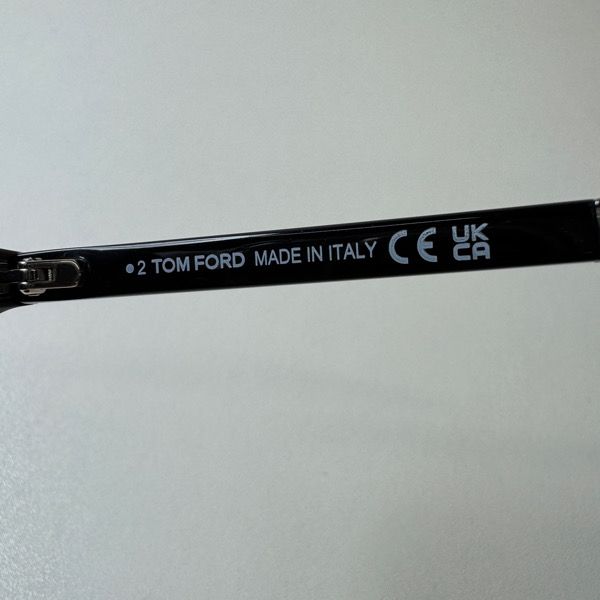 •2 TOM FORD MADE IN ITALY CE UK
CA